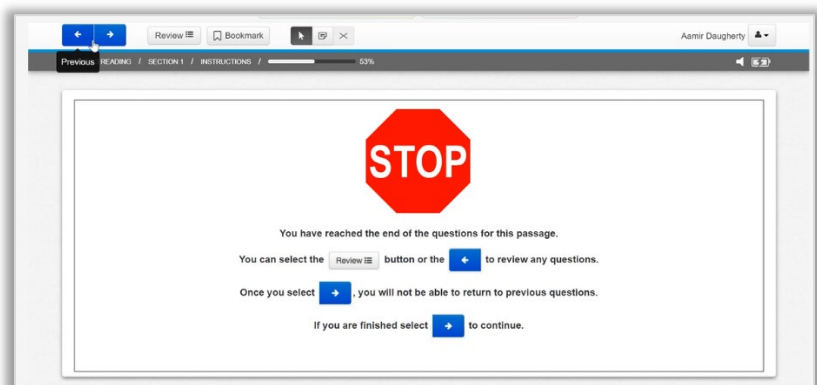 Review Bookmark Aamir Daugherty
Previous READING / SECTION 1 / INSTRUCTIONS / 53%
STOP
You have reached the end of the questions for this passage.
You can select the Review button or the to review any questions.
Once you select , you will not be able to return to previous questions.
If you are finished select to continue.